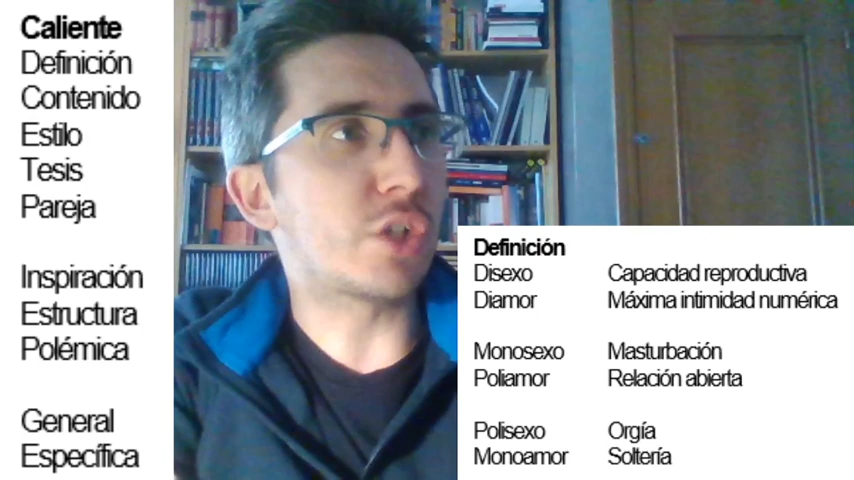 Caliente
Definición
Contenido
Estilo
Tesis
Pareja
Inspiración
Estructura
Polémica
General
Específica
Definición
Disexo Capacidad reproductiva
Diamor Máxima intimidad numérica
Monosexo Masturbación
Poliamor Relación abierta
Polisexo Orgía
Monoamor Soltería